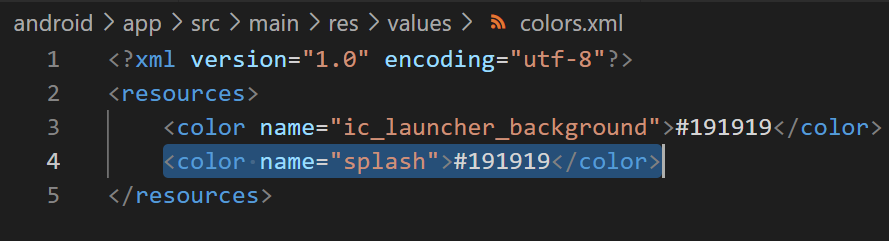 android > app > src > main > res > values > colors.xml
1 <?xml version="1.0" encoding="utf-8"?>
2 <resources>
3 <color name="ic_launcher_background">#191919</color>
4 <color name="splash">#191919</color>
5 </resources>